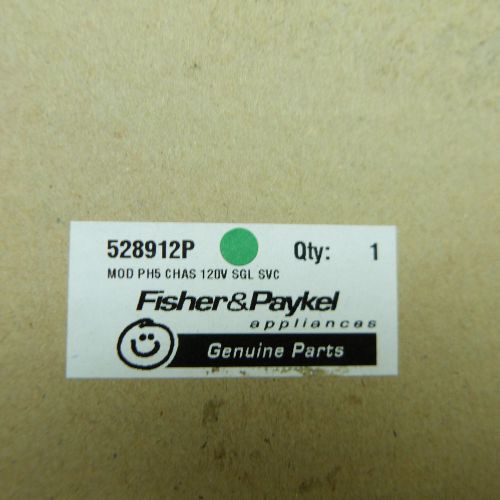 528912P Qty: 1
MOD PH5 CHAS 120V SGL SVC
Fisher&Paykel
appliances
Genuine Parts